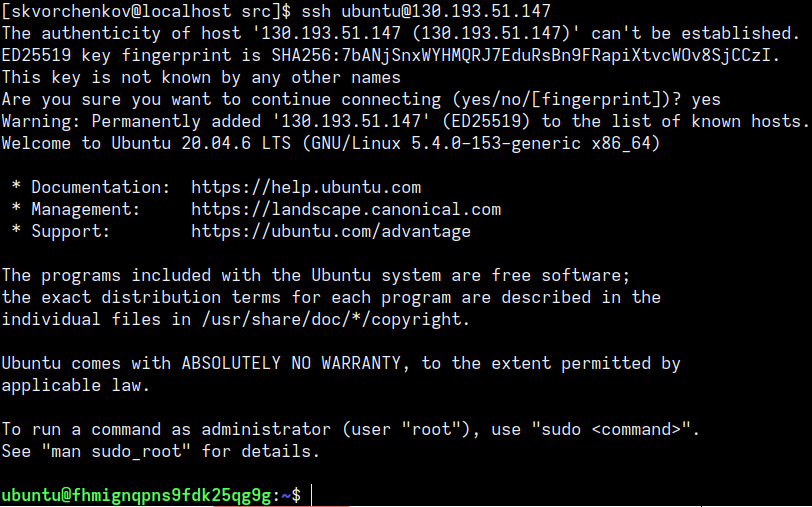 [skvorchenkov@localhost src]$ ssh ubuntu@130.193.51.147
The authenticity of host '130.193.51.147 (130.193.51.147)' can't be established.
ED25519 key fingerprint is SHA256:7bANjSnxWYHMQRJ7EduRsBn9FRapiXtvcWOv8SjCCzI.
This key is not known by any other names
Are you sure you want to continue connecting (yes/no/[fingerprint])? yes
Warning: Permanently added '130.193.51.147' (ED25519) to the list of known hosts.
Welcome to Ubuntu 20.04.6 LTS (GNU/Linux 5.4.0-153-generic x86_64)

 * Documentation:  https://help.ubuntu.com
 * Management:     https://landscape.canonical.com
 * Support:        https://ubuntu.com/advantage

The programs included with the Ubuntu system are free software;
the exact distribution terms for each program are described in the
individual files in /usr/share/doc/*/copyright.

Ubuntu comes with ABSOLUTELY NO WARRANTY, to the extent permitted by
applicable law.

To run a command as administrator (user "root"), use "sudo <command>".
See "man sudo_root" for details.

ubuntu@fhmignqpns9fdk25qg9g:~$